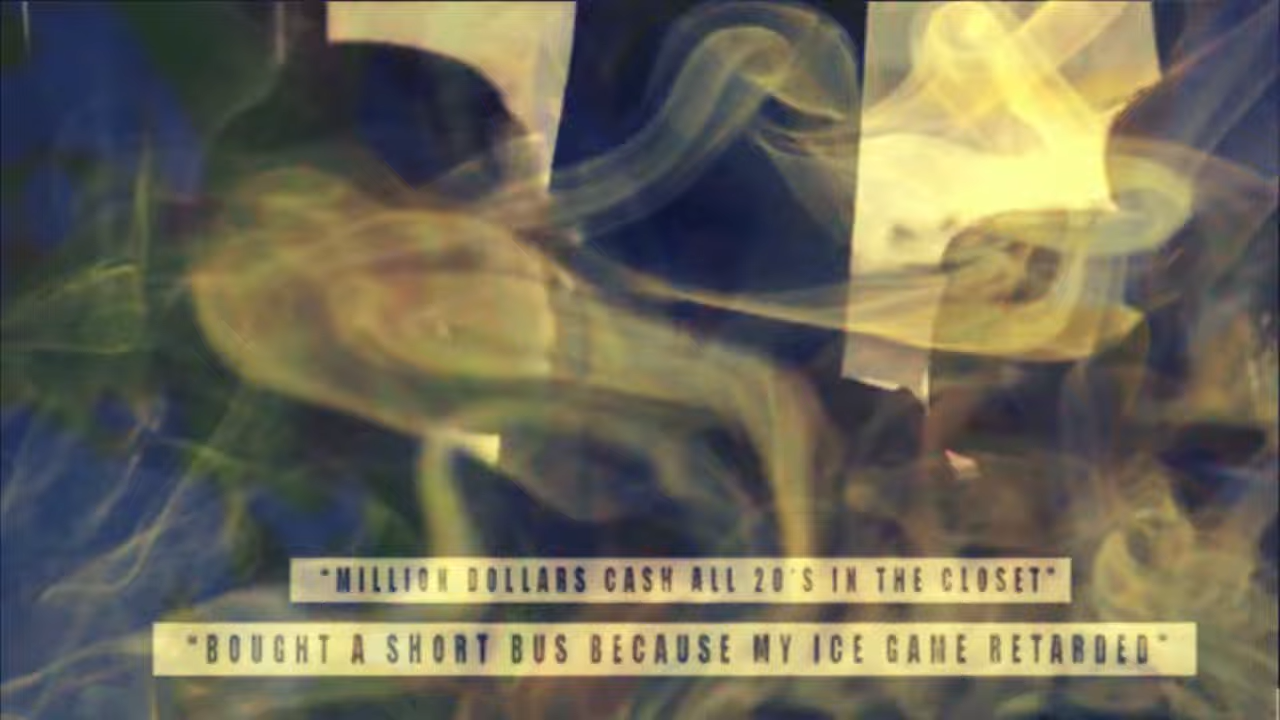 "MILLION DOLLARS CASH ALL 20'S IN THE CLOSET"
"BOUGHT A SHORT BUS BECAUSE MY ICE GAME RETARDED"